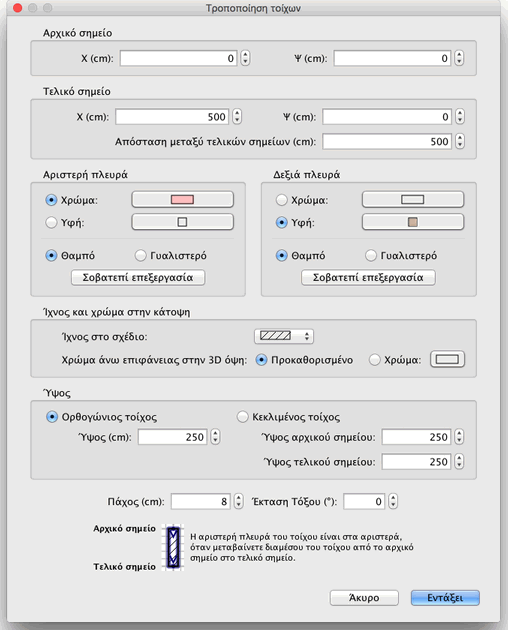 Τροποποίηση τοίχων
Αρχικό σημείο
Χ (cm): 0 Ψ (cm): 0
Τελικό σημείο
Χ (cm): 500 Ψ (cm): 0
Απόσταση μεταξύ τελικών σημείων (cm): 500
Αριστερή πλευρά Δεξιά πλευρά
Χρώμα: Χρώμα:
Υφή: Υφή:
Θαμπό Γυαλιστερό Θαμπό Γυαλιστερό
Σοβατεπί επεξεργασία Σοβατεπί επεξεργασία
Ίχνος και χρώμα στην κάτοψη
Ίχνος στο σχέδιο:
Χρώμα άνω επιφάνειας στην 3D όψη: Προκαθορισμένο Χρώμα:
Ύψος
Ορθογώνιος τοίχος Κεκλιμένος τοίχος
Ύψος (cm): 250 Ύψος αρχικού σημείου: 250
Ύψος τελικού σημείου: 250
Πάχος (cm): 8 Έκταση Τόξου (°): 0
Αρχικό σημείο
Τελικό σημείο
Η αριστερή πλευρά του τοίχου είναι στα αριστερά,
όταν μεταβαίνετε διαμέσου του τοίχου από το αρχικό
σημείο στο τελικό σημείο.
Άκυρο Εντάξει